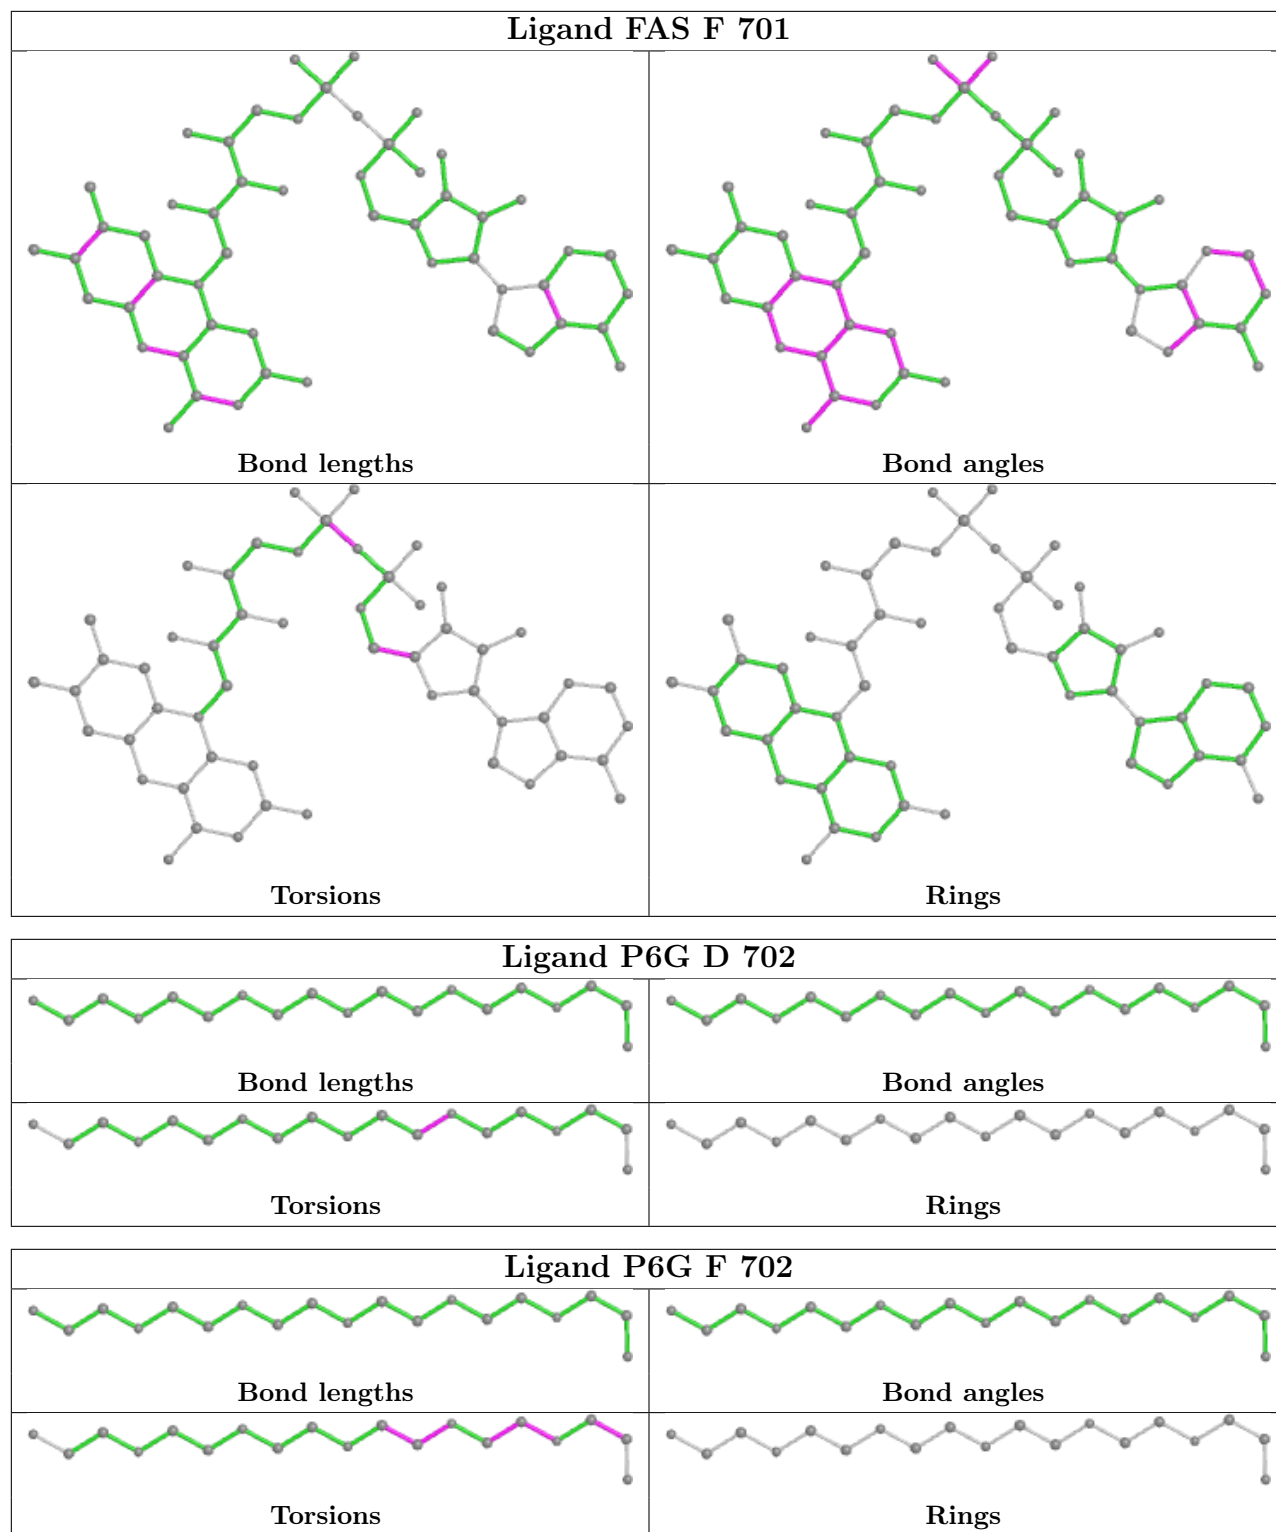 Ligand FAS F 701
Bond lengths
Bond angles
Torsions
Rings
Ligand P6G D 702
Bond lengths
Bond angles
Torsions
Rings
Ligand P6G F 702
Bond lengths
Bond angles
Torsions
Rings